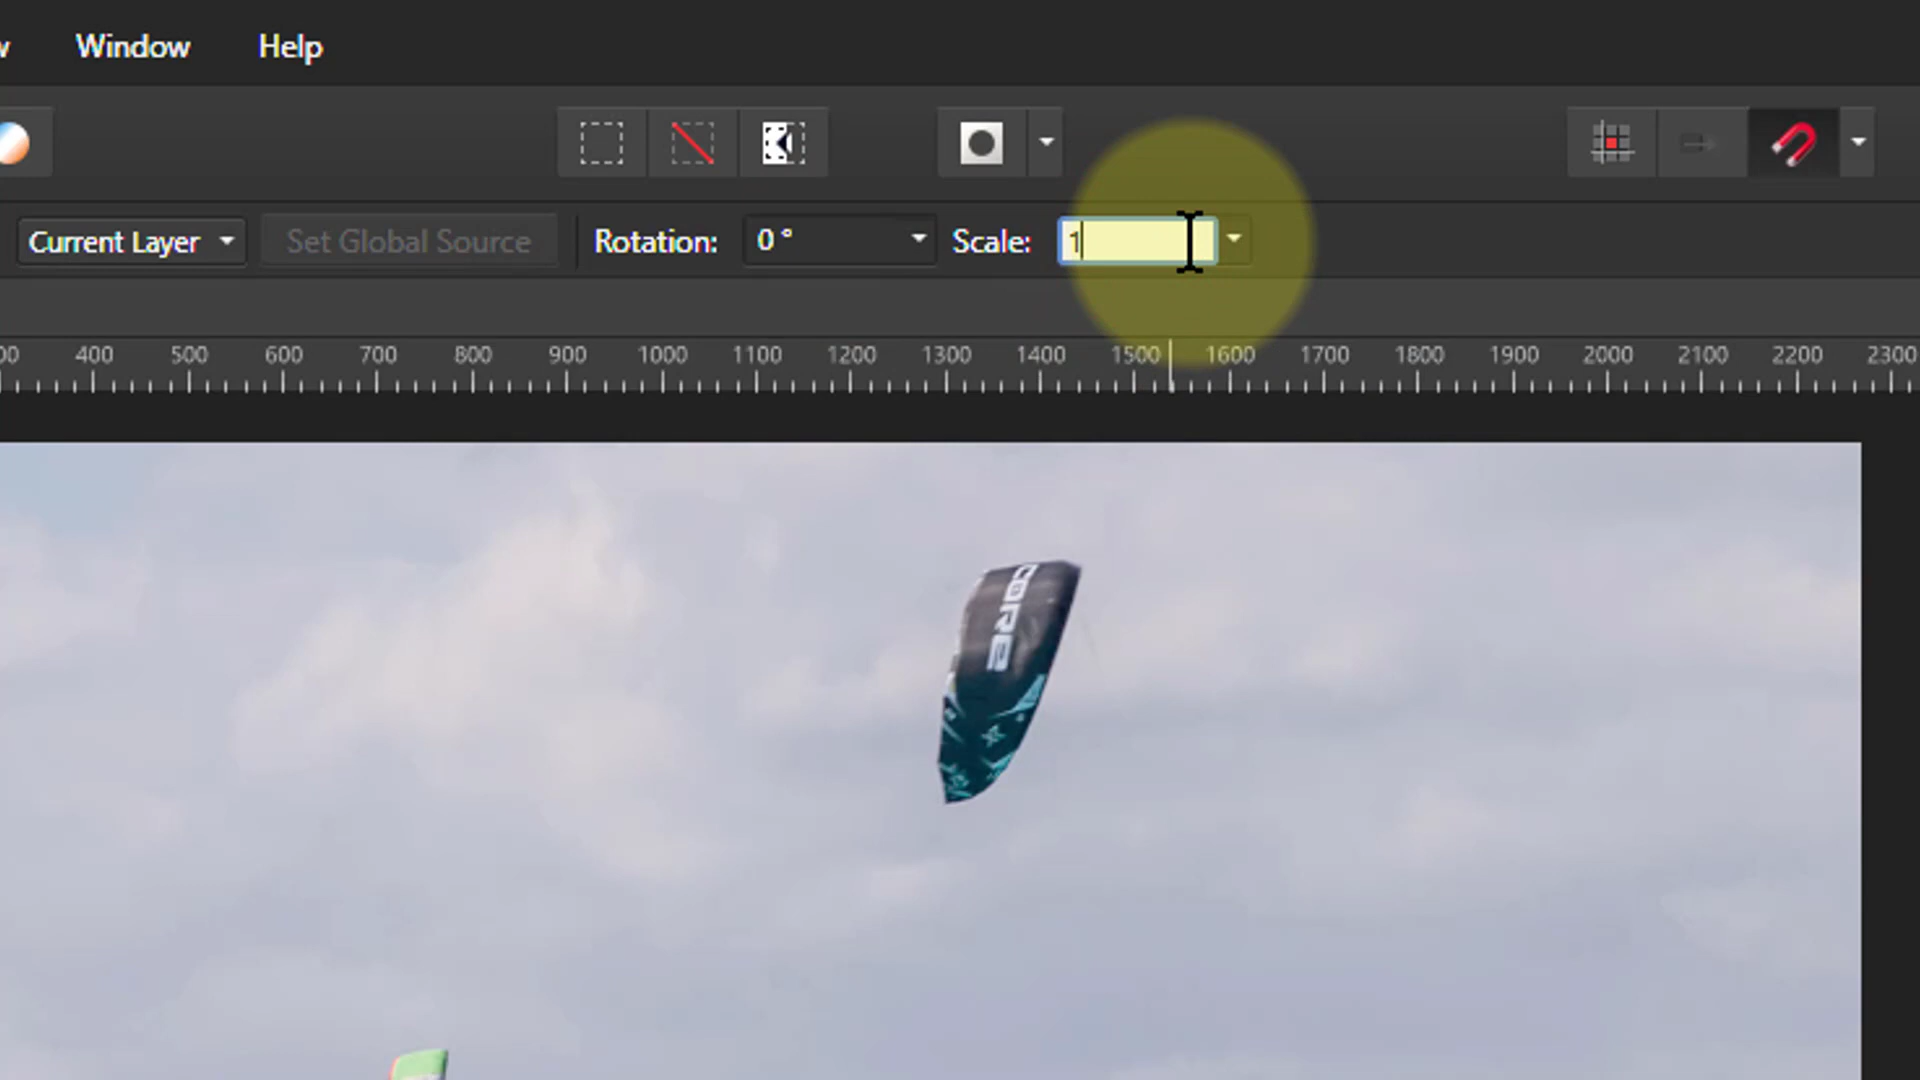 Window Help
Current Layer Set Global Source Rotation: 0 ° Scale: 1
400 500 600 700 800 900 1000 1100 1200 1300 1400 1500 1600 1700 1800 1900 2000 2100 2200 2300
CORE